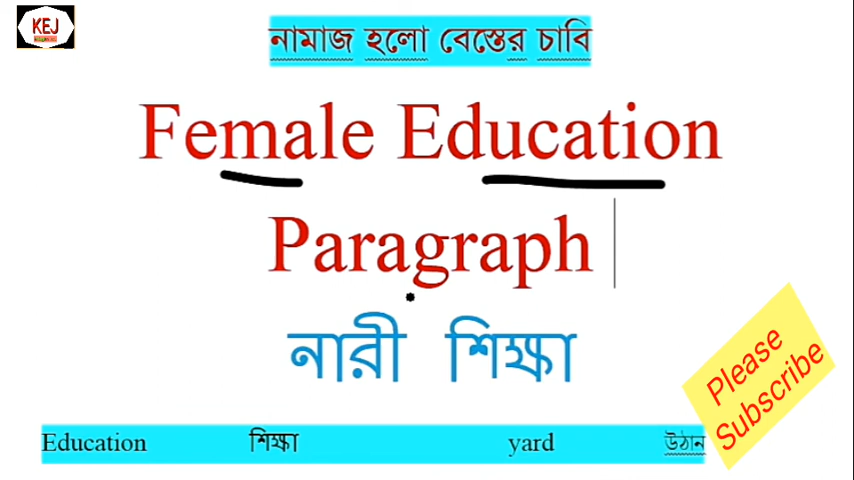 KEJ
নামাজ হলো বেস্তের চাবি
Female Education
Paragraph
নারী শিক্ষা
Please
Subscribe
Education শিক্ষা yard উঠান